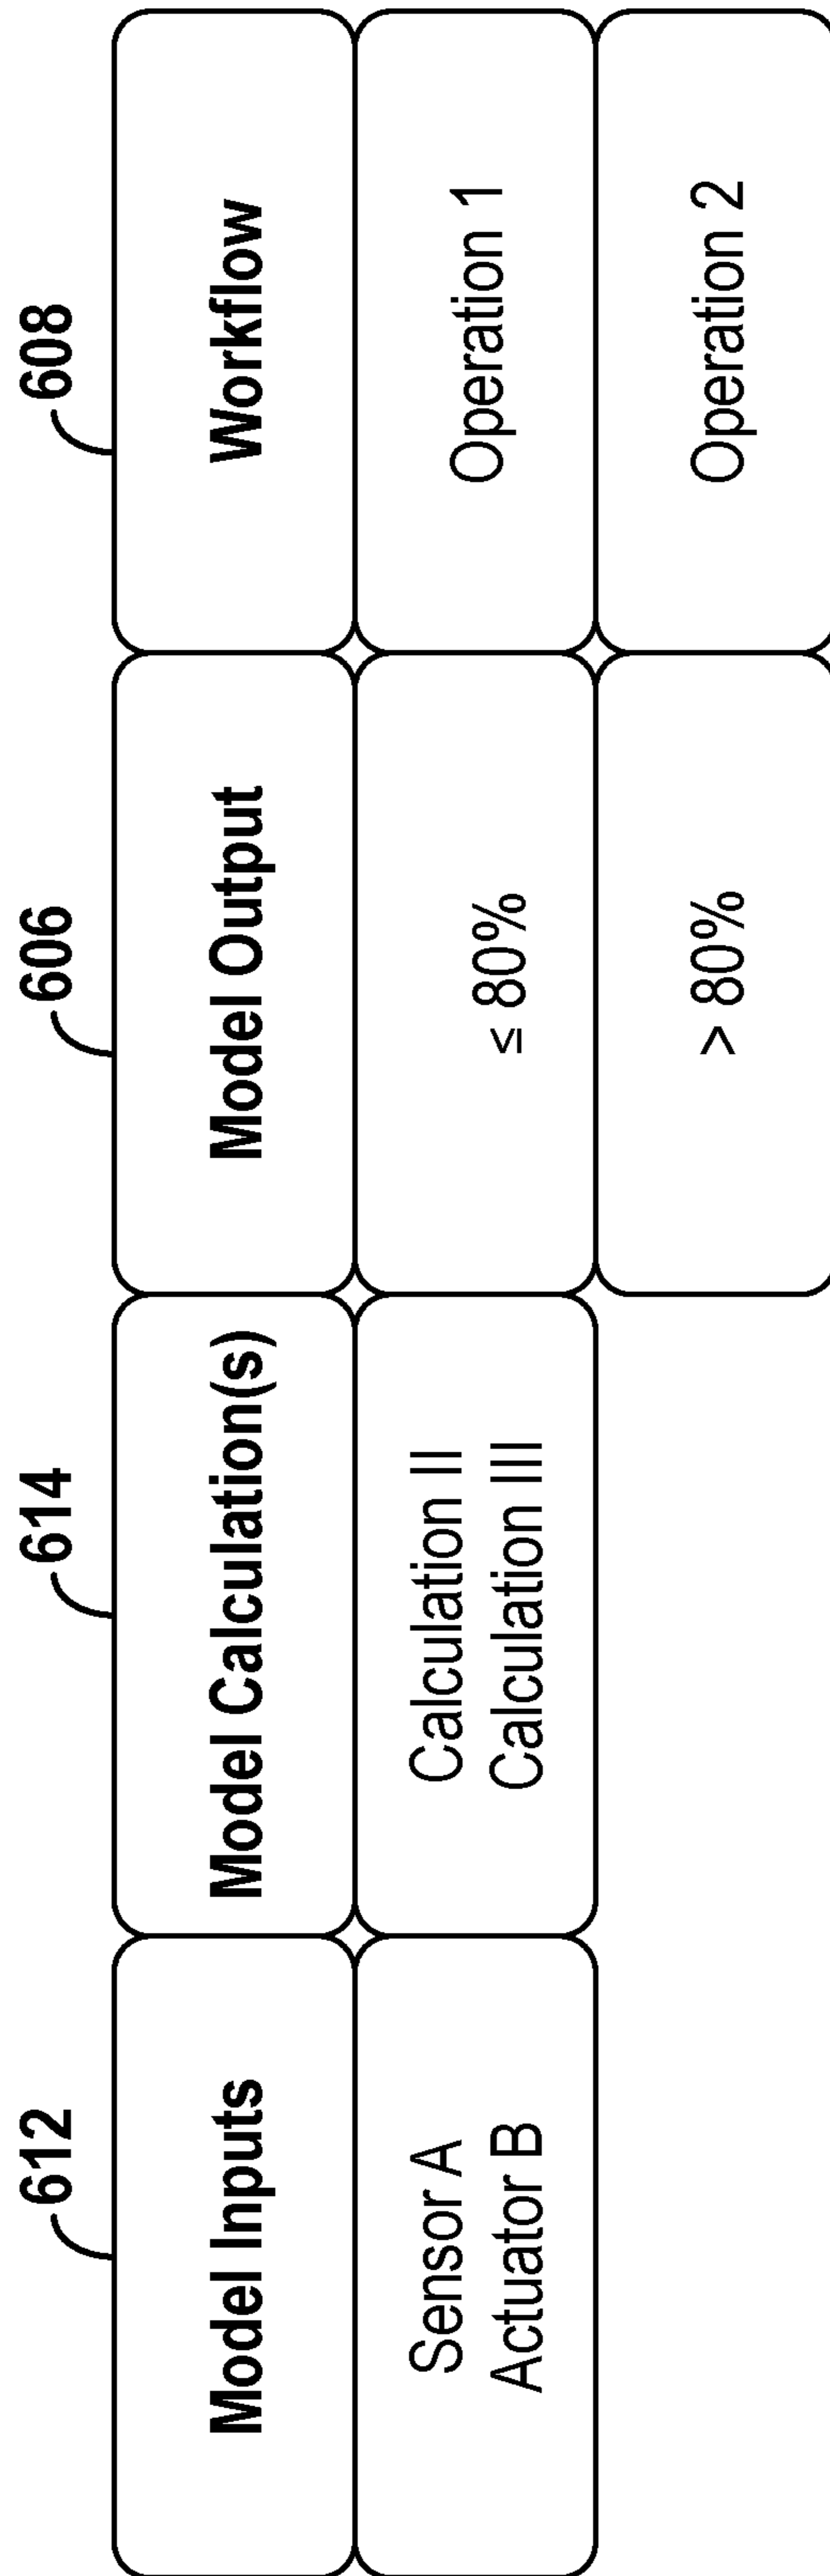 612
614
606
608
Model Inputs
Model Calculation(s)
Model Output
Workflow
Sensor A
Actuator B
Calculation II
Calculation III
≤ 80%
Operation 1
> 80%
Operation 2